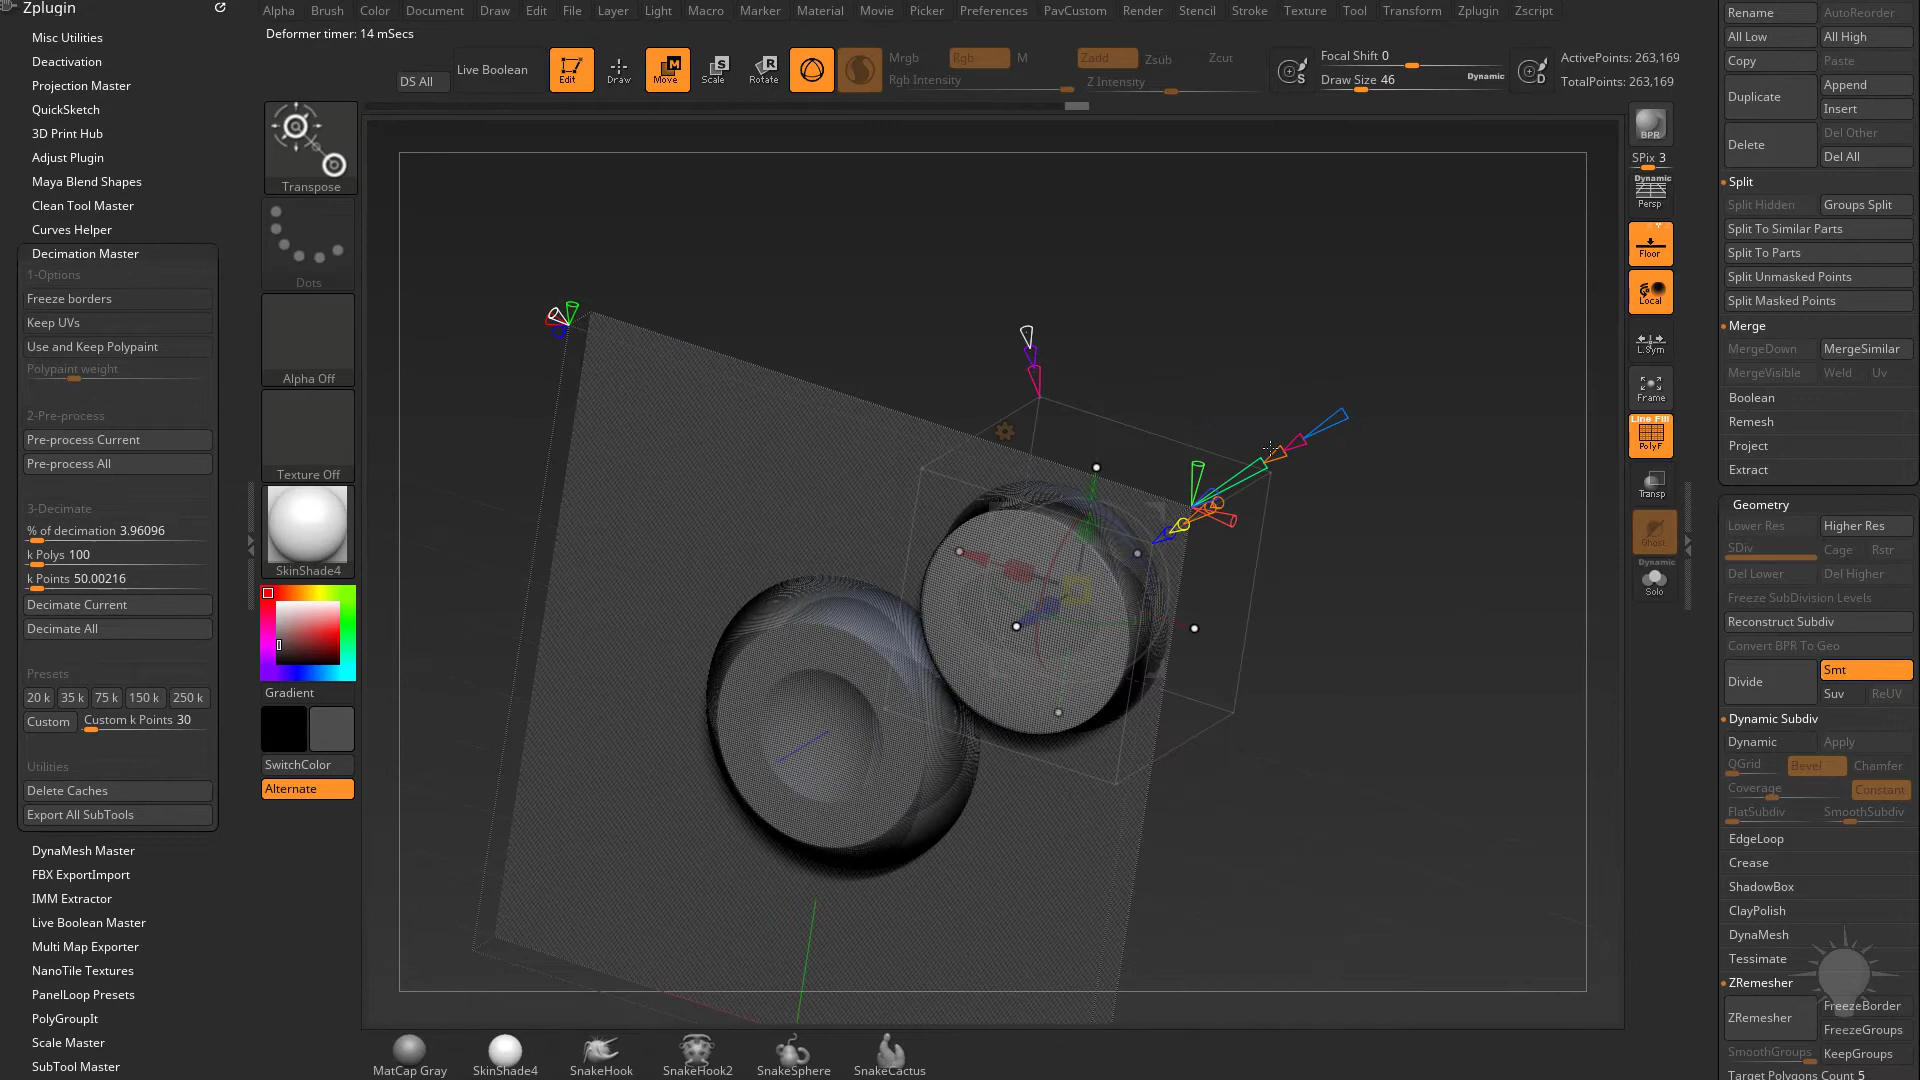 Zplugin
Misc Utilities
Deactivation
Projection Master
QuickSketch
3D Print Hub
Adjust Plugin
Maya Blend Shapes
Clean Tool Master
Curves Helper
Decimation Master
1-Options
Freeze borders
Keep UVs
Use and Keep Polypaint
Polypaint weight
2-Pre-process
Pre-process Current
Pre-process All
3-Decimate
% of decimation 3.96096
k Polys 100
k Points 50.00216
Decimate Current
Decimate All
Presets
20 k 35 k 75 k 150 k 250 k
Custom Custom k Points 30
Utilities
Delete Caches
Export All SubTools
DynaMesh Master
FBX ExportImport
IMM Extractor
Live Boolean Master
Multi Map Exporter
NanoTile Textures
PanelLoop Presets
PolyGroupIt
Scale Master
SubTool Master
Alpha Brush Color Document Draw Edit File Layer Light Macro Marker Material Movie Picker Preferences PavCustom Render Stencil Stroke Texture Tool Transform Zplugin Zscript
Deformer timer: 14 mSecs
DS All
Live Boolean
Edit
Draw
Move
Scale
Rotate
Mrgb Rgb M
Rgb Intensity
Zadd Zsub Zcut
Z Intensity
Focal Shift 0
Draw Size 46 Dynamic
ActivePoints: 263,169
TotalPoints: 263,169
Transpose
Dots
Alpha Off
Texture Off
SkinShade4
Gradient
SwitchColor
Alternate
MatCap Gray SkinShade4 SnakeHook SnakeHook2 SnakeSphere SnakeCactus
BPR
SPix 3
Dynamic
Persp
Floor
Local
L.Sym
Frame
Line Fill
PolyF
Transp
Ghost
Dynamic
Solo
Rename AutoReorder
All Low All High
Copy Paste
Duplicate
Append
Insert
Delete
Del Other
Del All
Split
Split Hidden Groups Split
Split To Similar Parts
Split To Parts
Split Unmasked Points
Split Masked Points
Merge
MergeDown MergeSimilar
MergeVisible Weld Uv
Boolean
Remesh
Project
Extract
Geometry
Lower Res Higher Res
SDiv Cage Rstr
Del Lower Del Higher
Freeze SubDivision Levels
Reconstruct Subdiv
Convert BPR To Geo
Divide
Smt
Suv ReUV
Dynamic Subdiv
Dynamic Apply
QGrid Bevel Chamfer
Coverage Constant
FlatSubdiv SmoothSubdiv
EdgeLoop
Crease
ShadowBox
ClayPolish
DynaMesh
Tessimate
ZRemesher
ZRemesher
FreezeBorder
FreezeGroups
SmoothGroups KeepGroups
Target Polygons Count 5